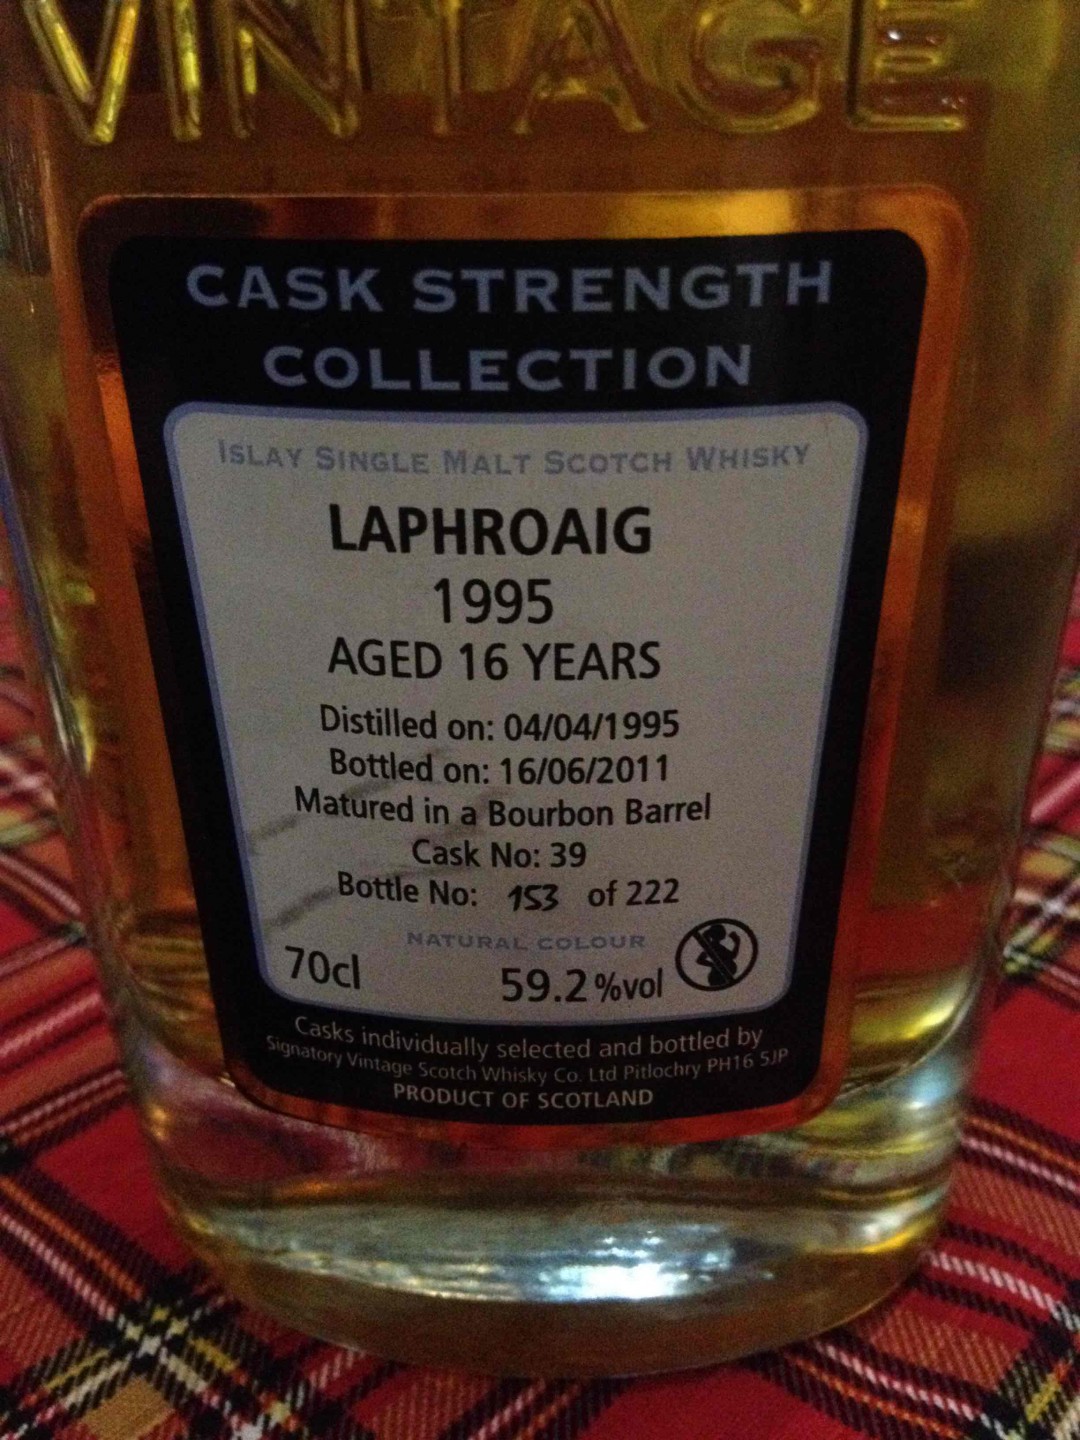 VINTAGE
CASK STRENGTH
COLLECTION
ISLAY SINGLE MALT SCOTCH WHISKY
LAPHROAIG
1995
AGED 16 YEARS
Distilled on: 04/04/1995
Bottled on: 16/06/2011
Matured in a Bourbon Barrel
Cask No: 39
Bottle No: 153 of 222
NATURAL COLOUR
70cl 59.2%vol
Casks individually selected and bottled by
Signatory Vintage Scotch Whisky Co. Ltd Pitlochry PH16 5JP
PRODUCT OF SCOTLAND